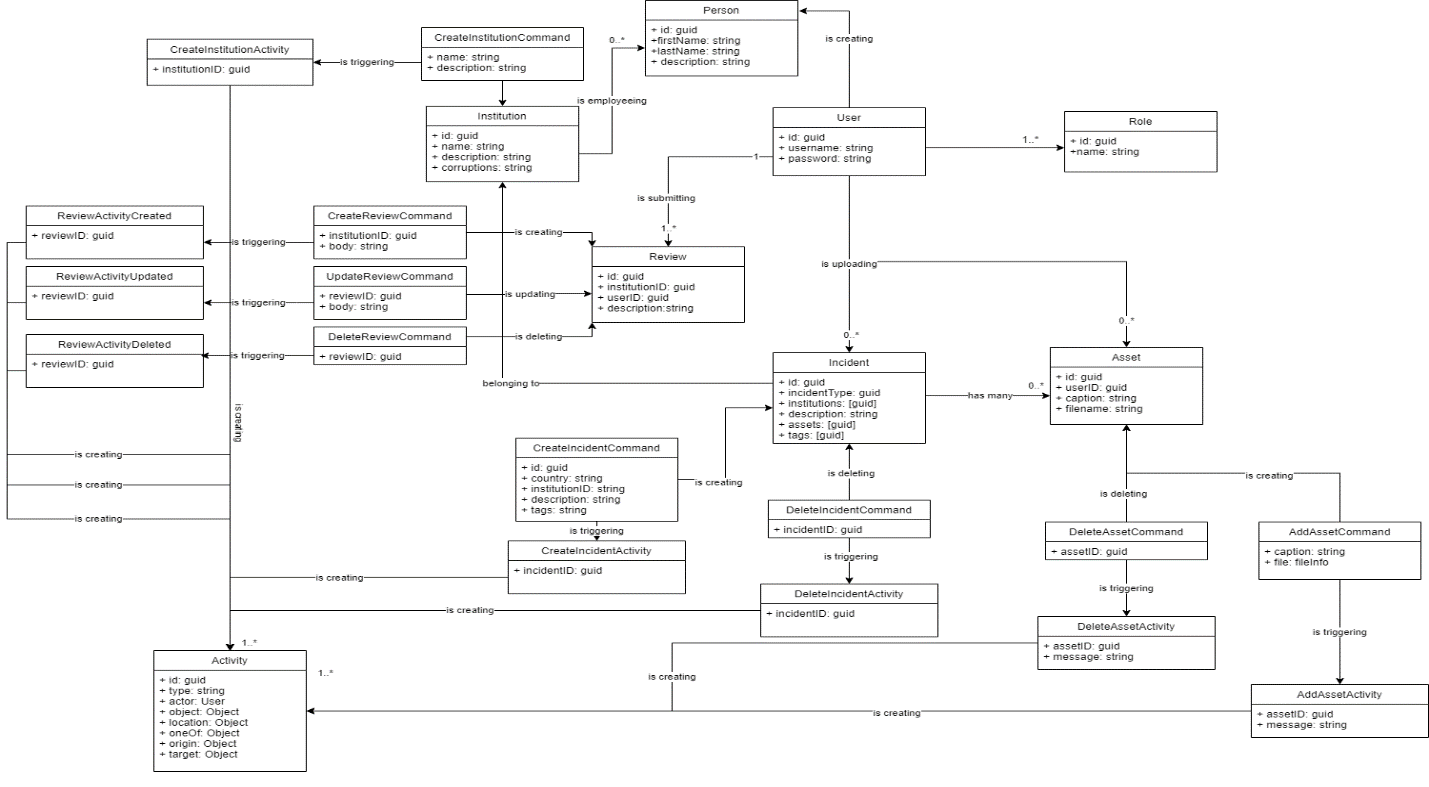 Person
+ id: guid
+firstName: string
+lastName: string
+ description: string
is creating
CreateInstitutionCommand
+ name: string
+ description: string
0..*
CreateInstitutionActivity
+ institutionID: guid
is triggering
is employeeing
Institution
+ id: guid
+ name: string
+ description: string
+ corruptions: string
User
+ id: guid
+ username: string
+ password: string
1..*
Role
+ id: guid
+name: string
1
is submitting
1..*
ReviewActivityCreated
+ reviewID: guid
is triggering
CreateReviewCommand
+ institutionID: guid
+ body: string
is creating
Review
+ id: guid
+ institutionID: guid
+ userID: guid
+ description:string
is uploading
ReviewActivityUpdated
+ reviewID: guid
is triggering
UpdateReviewCommand
+ reviewID: guid
+ body: string
is updating
ReviewActivityDeleted
+ reviewID: guid
is triggering
DeleteReviewCommand
+ reviewID: guid
is deleting
0..*
0..*
belonging to
Incident
+ id: guid
+ incidentType: guid
+ institutions: [guid]
+ description: string
+ assets: [guid]
+ tags: [guid]
has many
0..*
Asset
+ id: guid
+ userID: guid
+ caption: string
+ filename: string
is creating
is creating
is creating
is creating
CreateIncidentCommand
+ id: guid
+ country: string
+ institutionID: string
+ description: string
+ tags: string
is creating
is deleting
is deleting
is creating
is triggering
DeleteIncidentCommand
+ incidentID: guid
DeleteAssetCommand
+ assetID: guid
AddAssetCommand
+ caption: string
+ file: fileInfo
CreateIncidentActivity
+ incidentID: guid
is creating
is triggering
is triggering
DeleteIncidentActivity
+ incidentID: guid
is creating
is triggering
DeleteAssetActivity
+ assetID: guid
+ message: string
1..*
1..*
Activity
+ id: guid
+ type: string
+ actor: User
+ object: Object
+ location: Object
+ oneOf: Object
+ origin: Object
+ target: Object
is creating
is creating
AddAssetActivity
+ assetID: guid
+ message: string